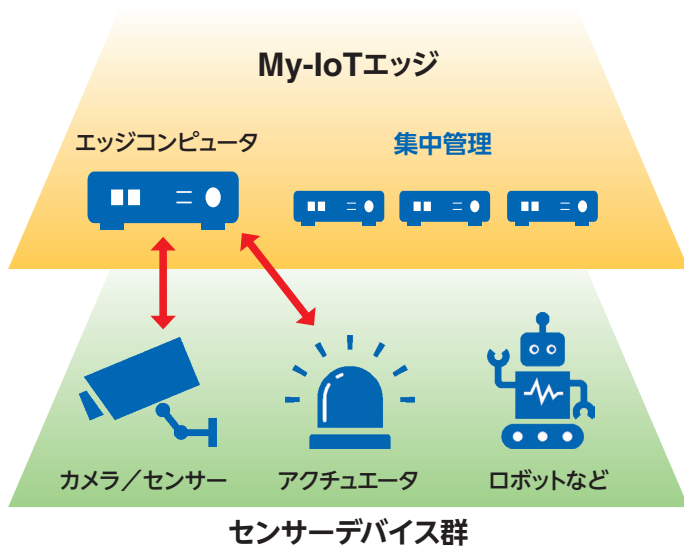 My-IoTエッジ
エッジコンピュータ
集中管理
カメラ／センサー
アクチュエータ
ロボットなど
センサーデバイス群